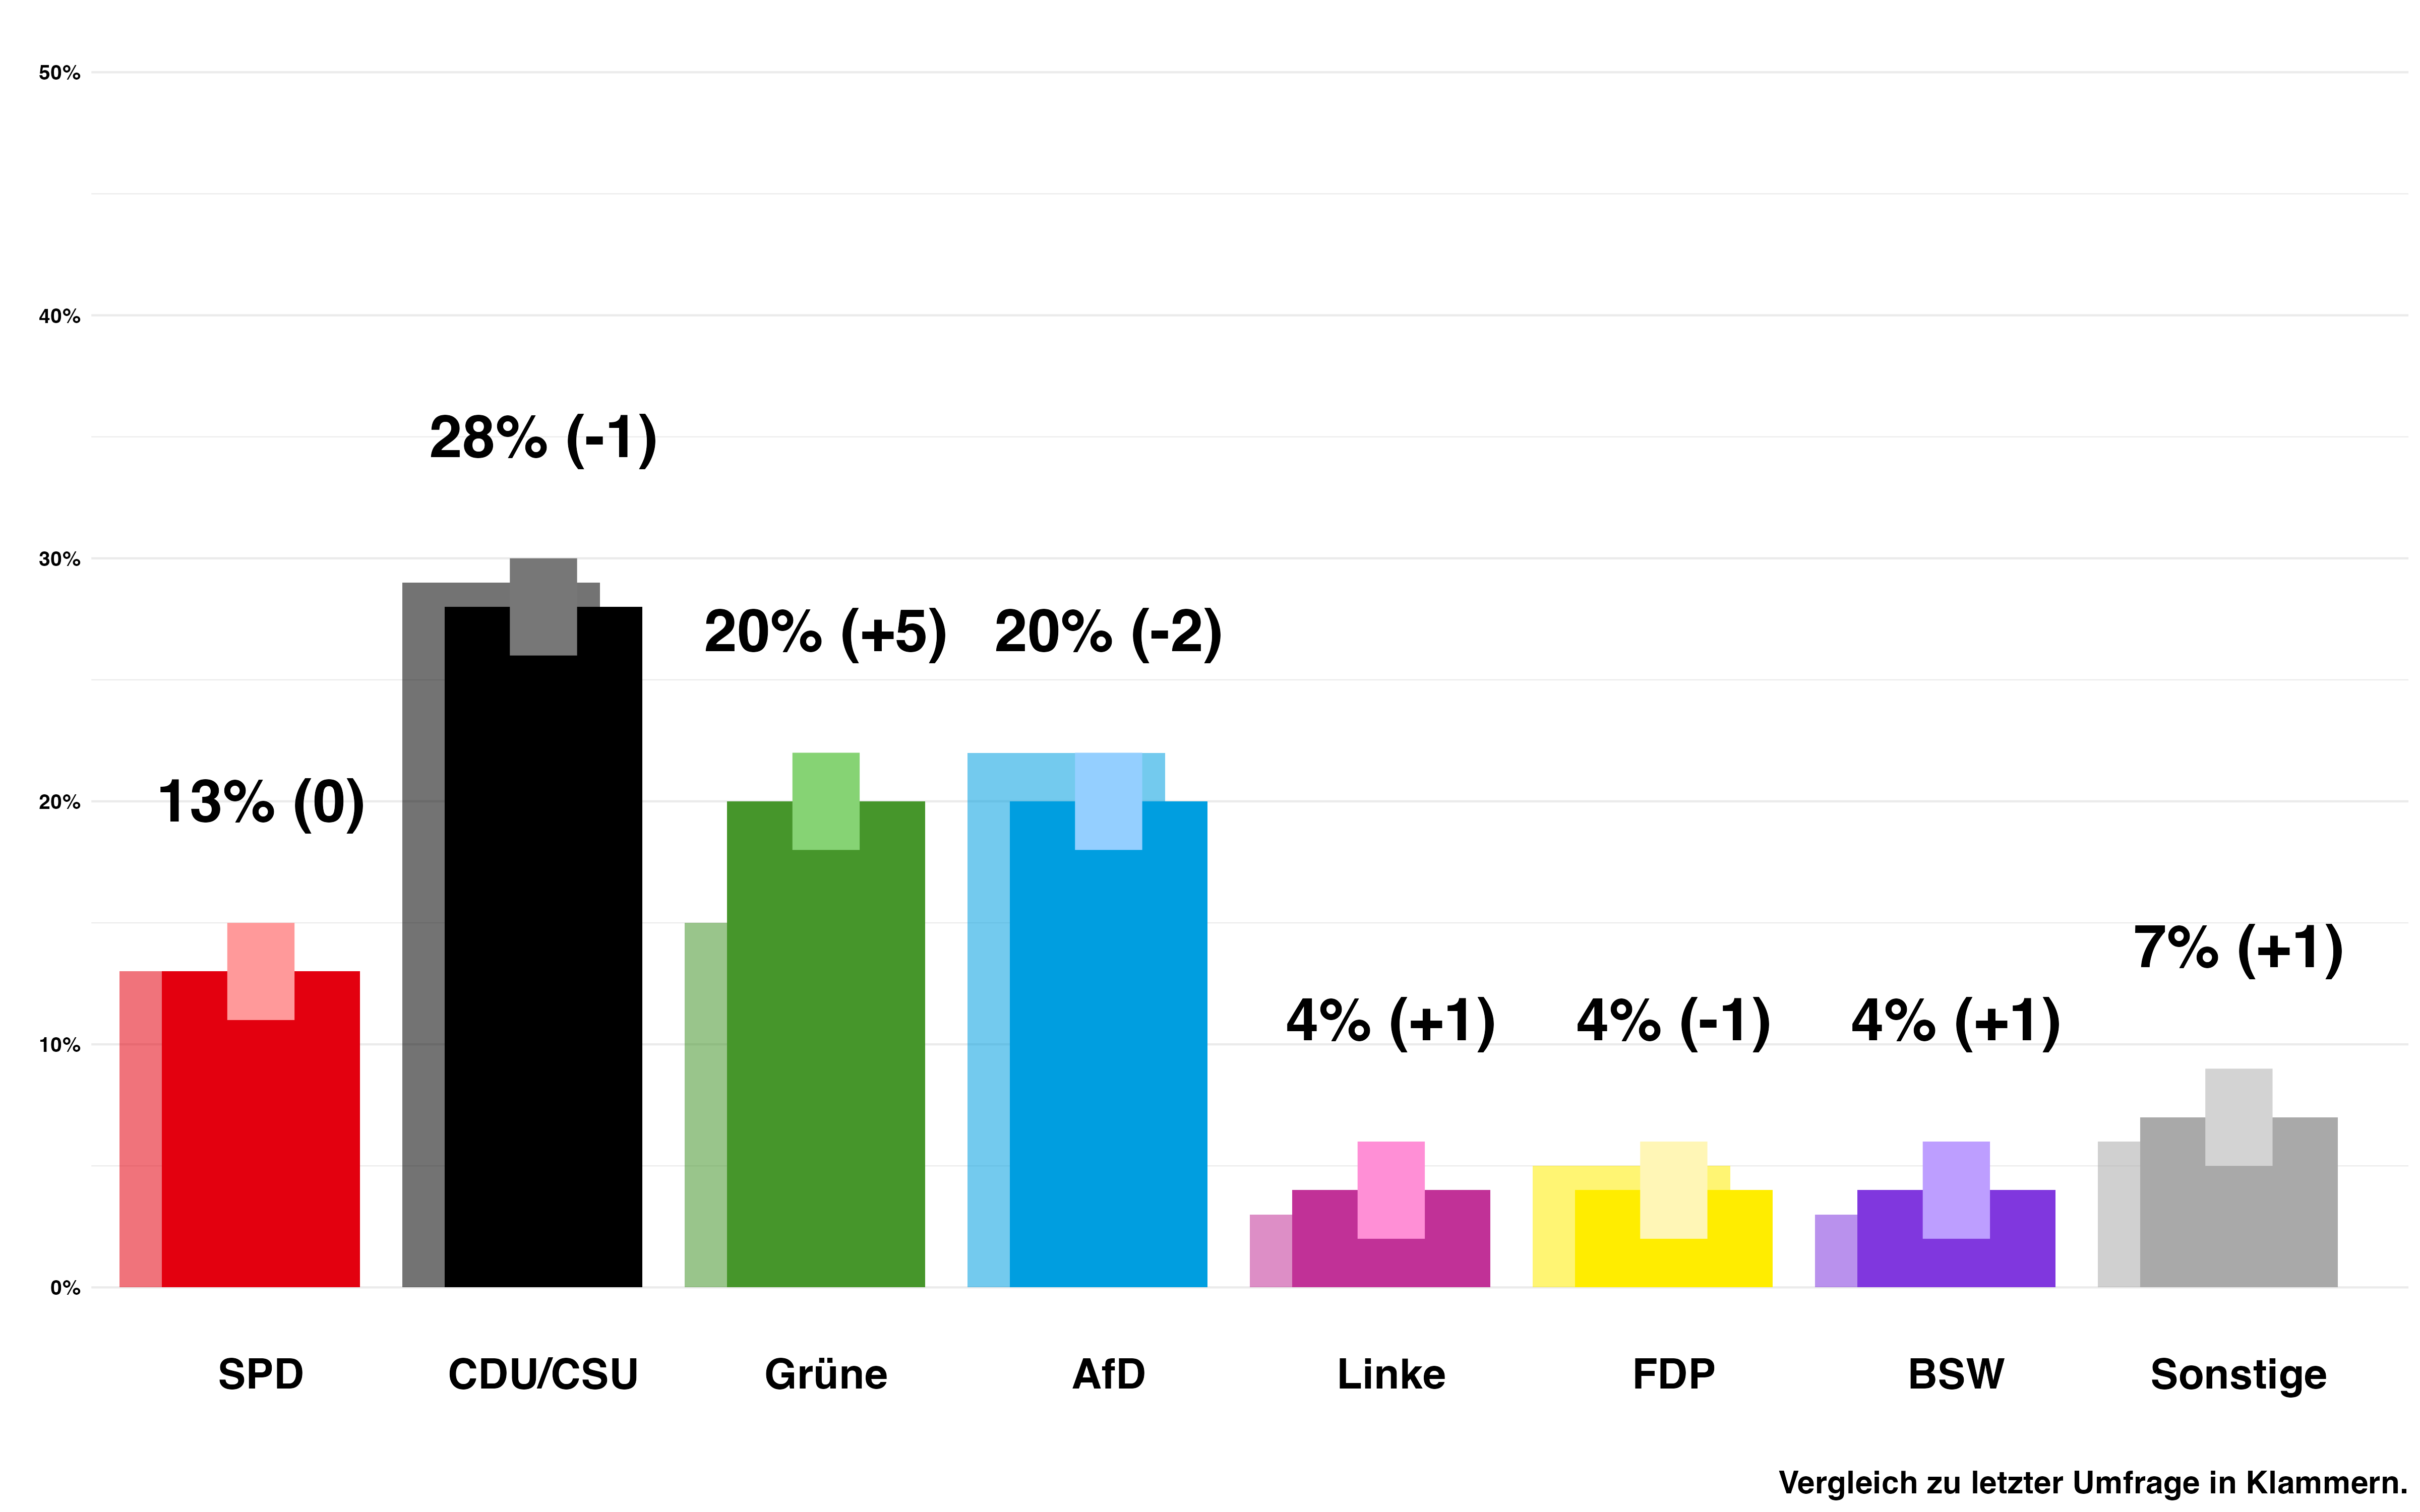 50%
40%
30%
20%
10%
0%
28% (-1)
20% (+5) 20% (-2)
13% (0)
7% (+1)
4% (+1) 4% (-1) 4% (+1)
SPD CDU/CSU Grüne AfD Linke FDP BSW Sonstige
Vergleich zu letzter Umfrage in Klammern.